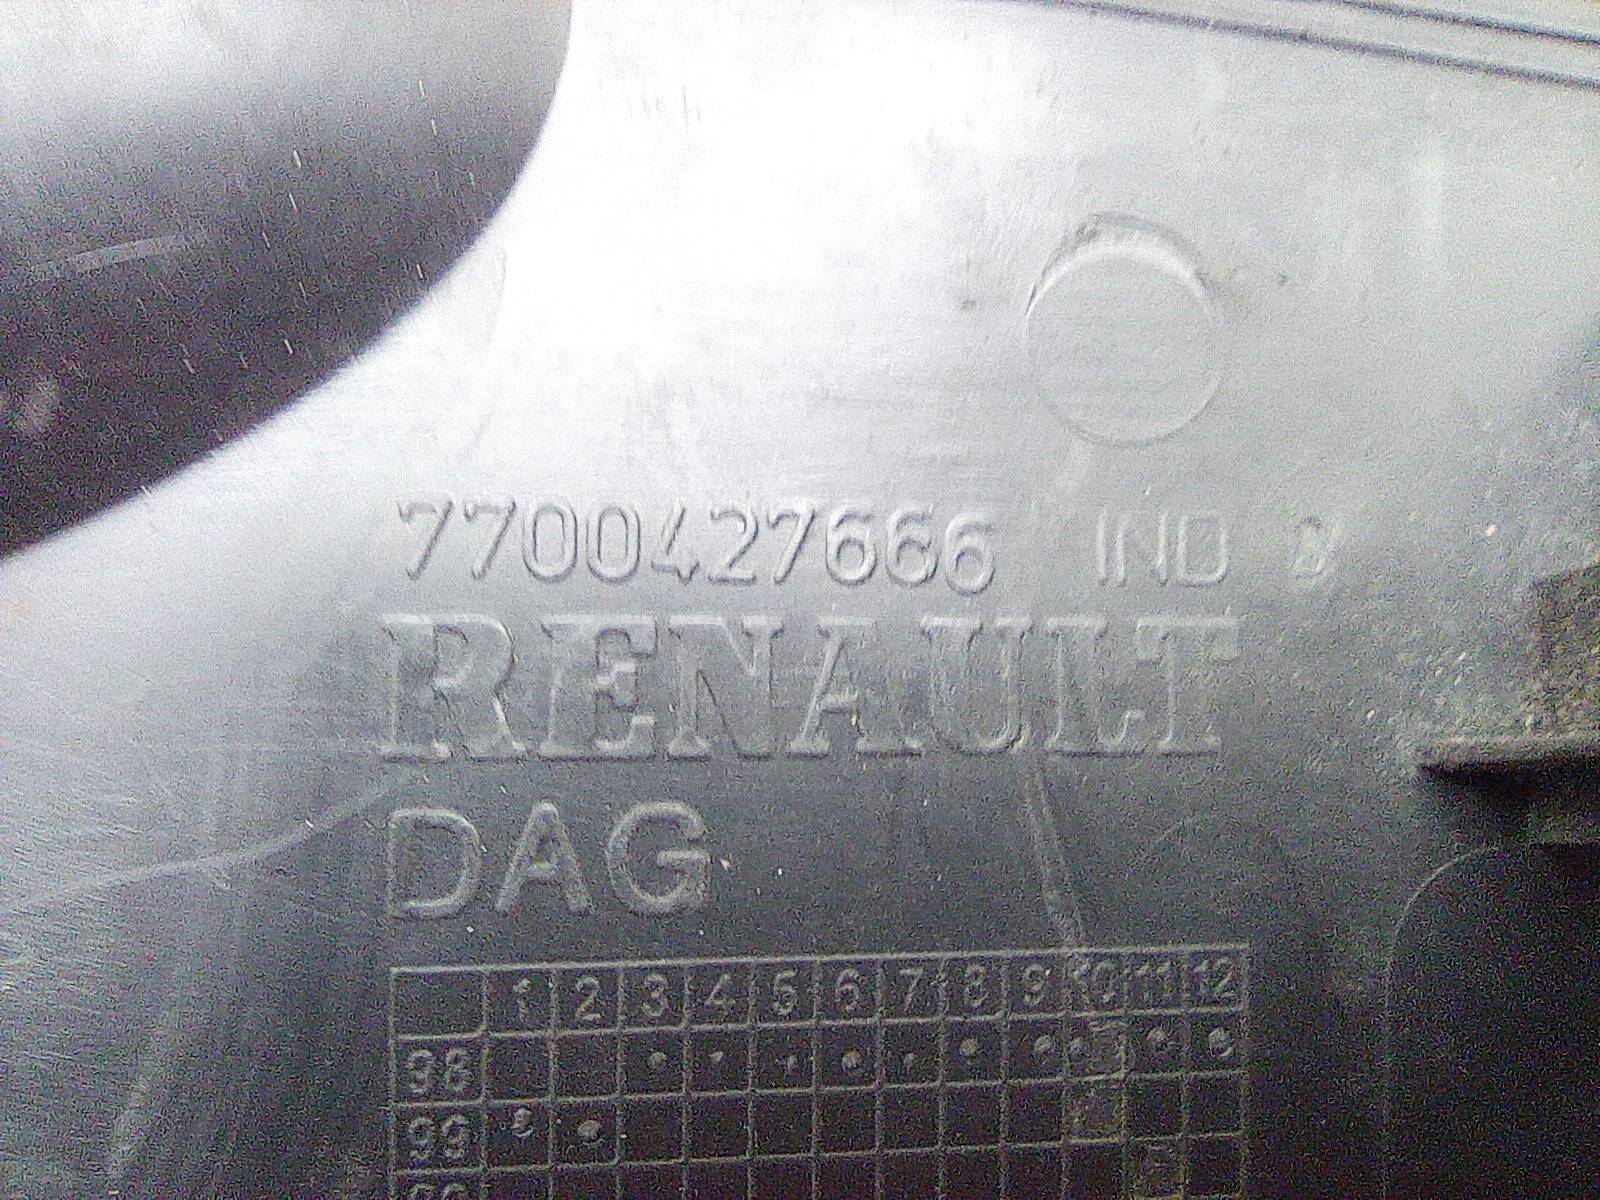 7700427666 IND
RENAULT
DAG
1 2 3 4 5 6 7 8 9 10 11 12
98
99